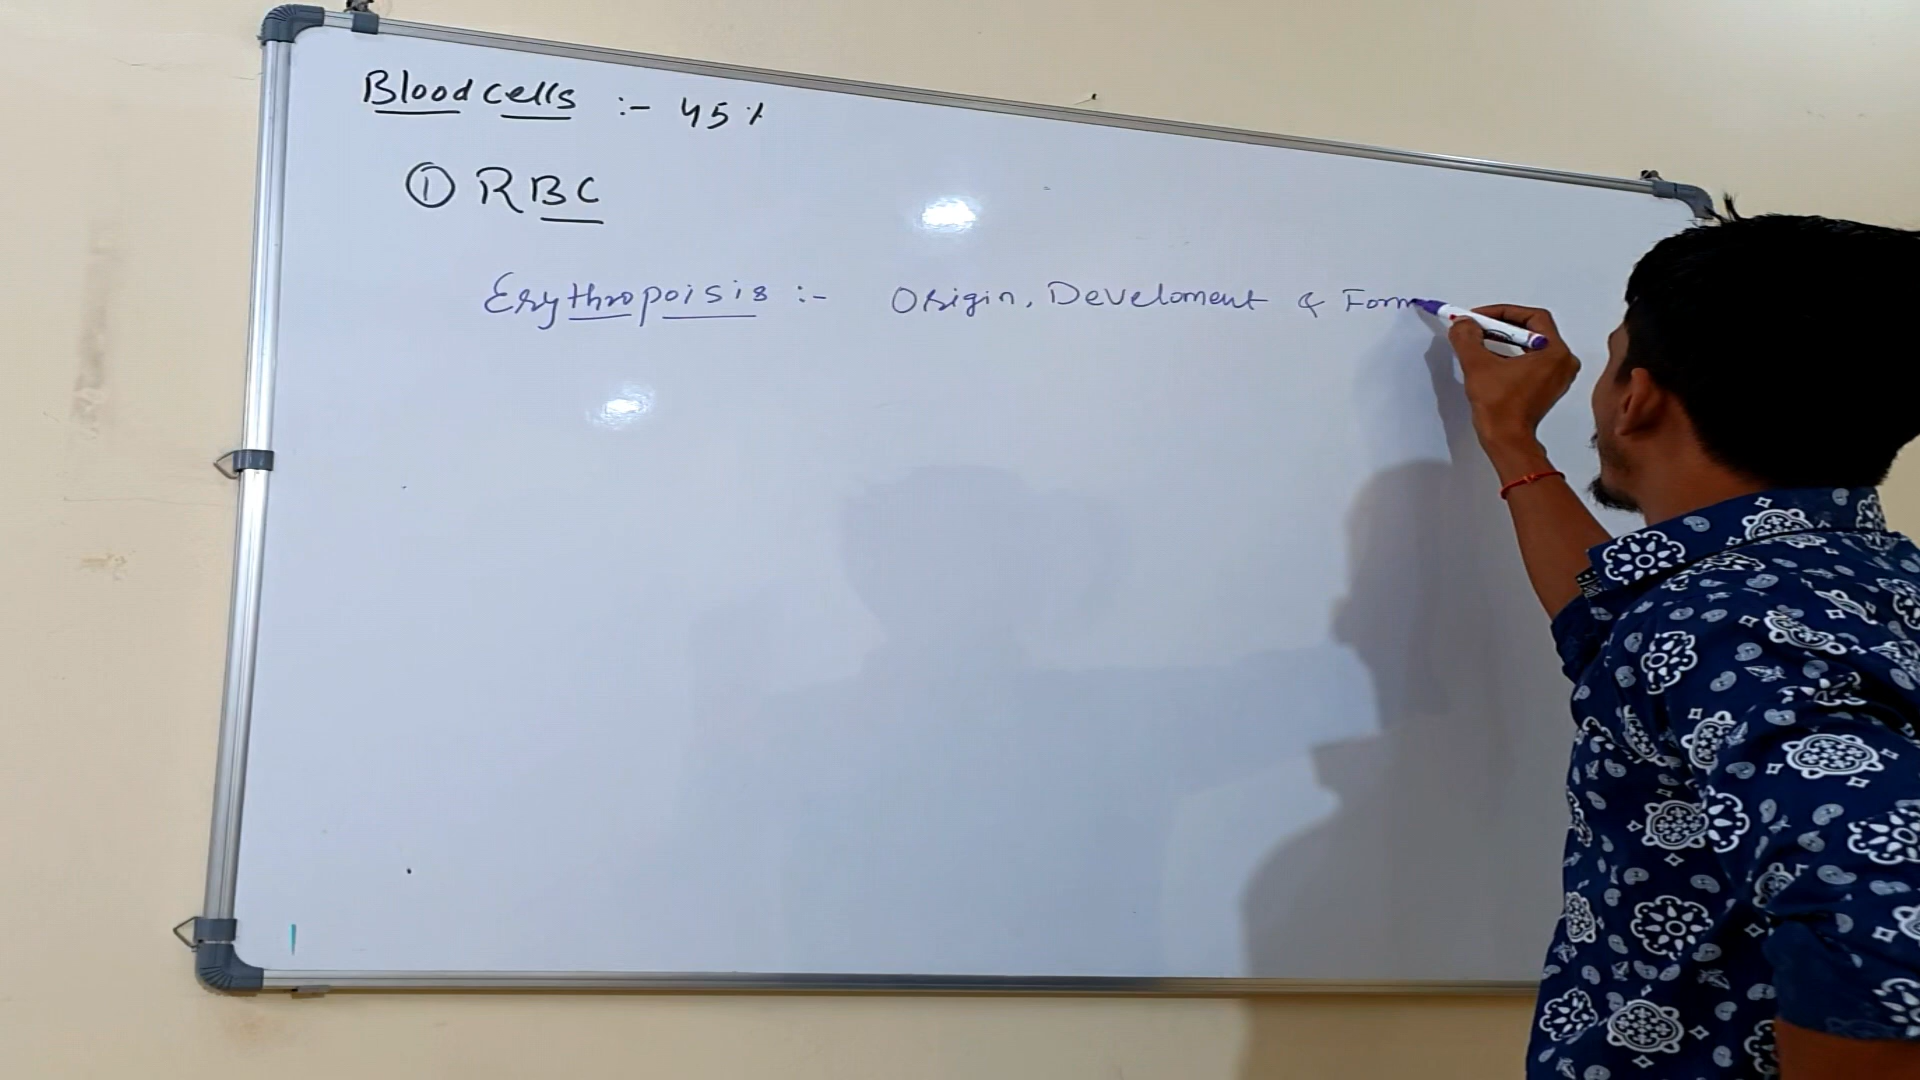 Blood cells :- 45%
① RBC
Erythropoisis :- Origin, Develoment & Form